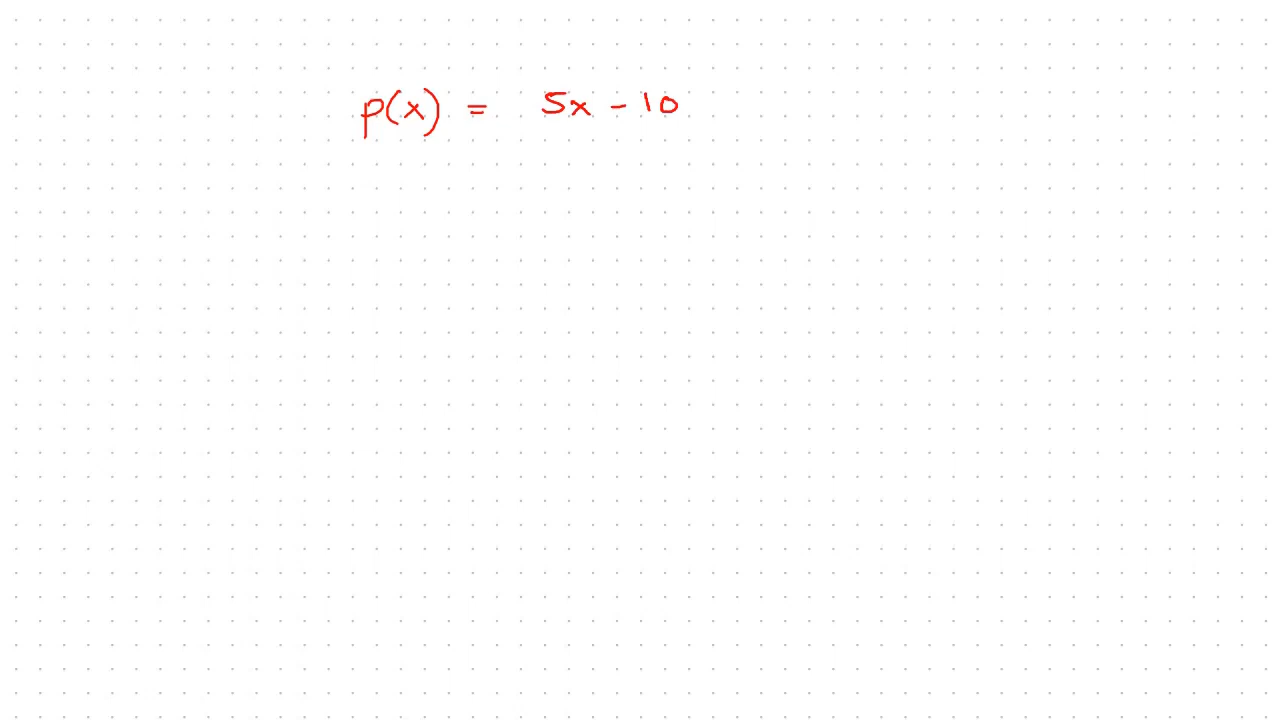 p(x) = 5x - 10